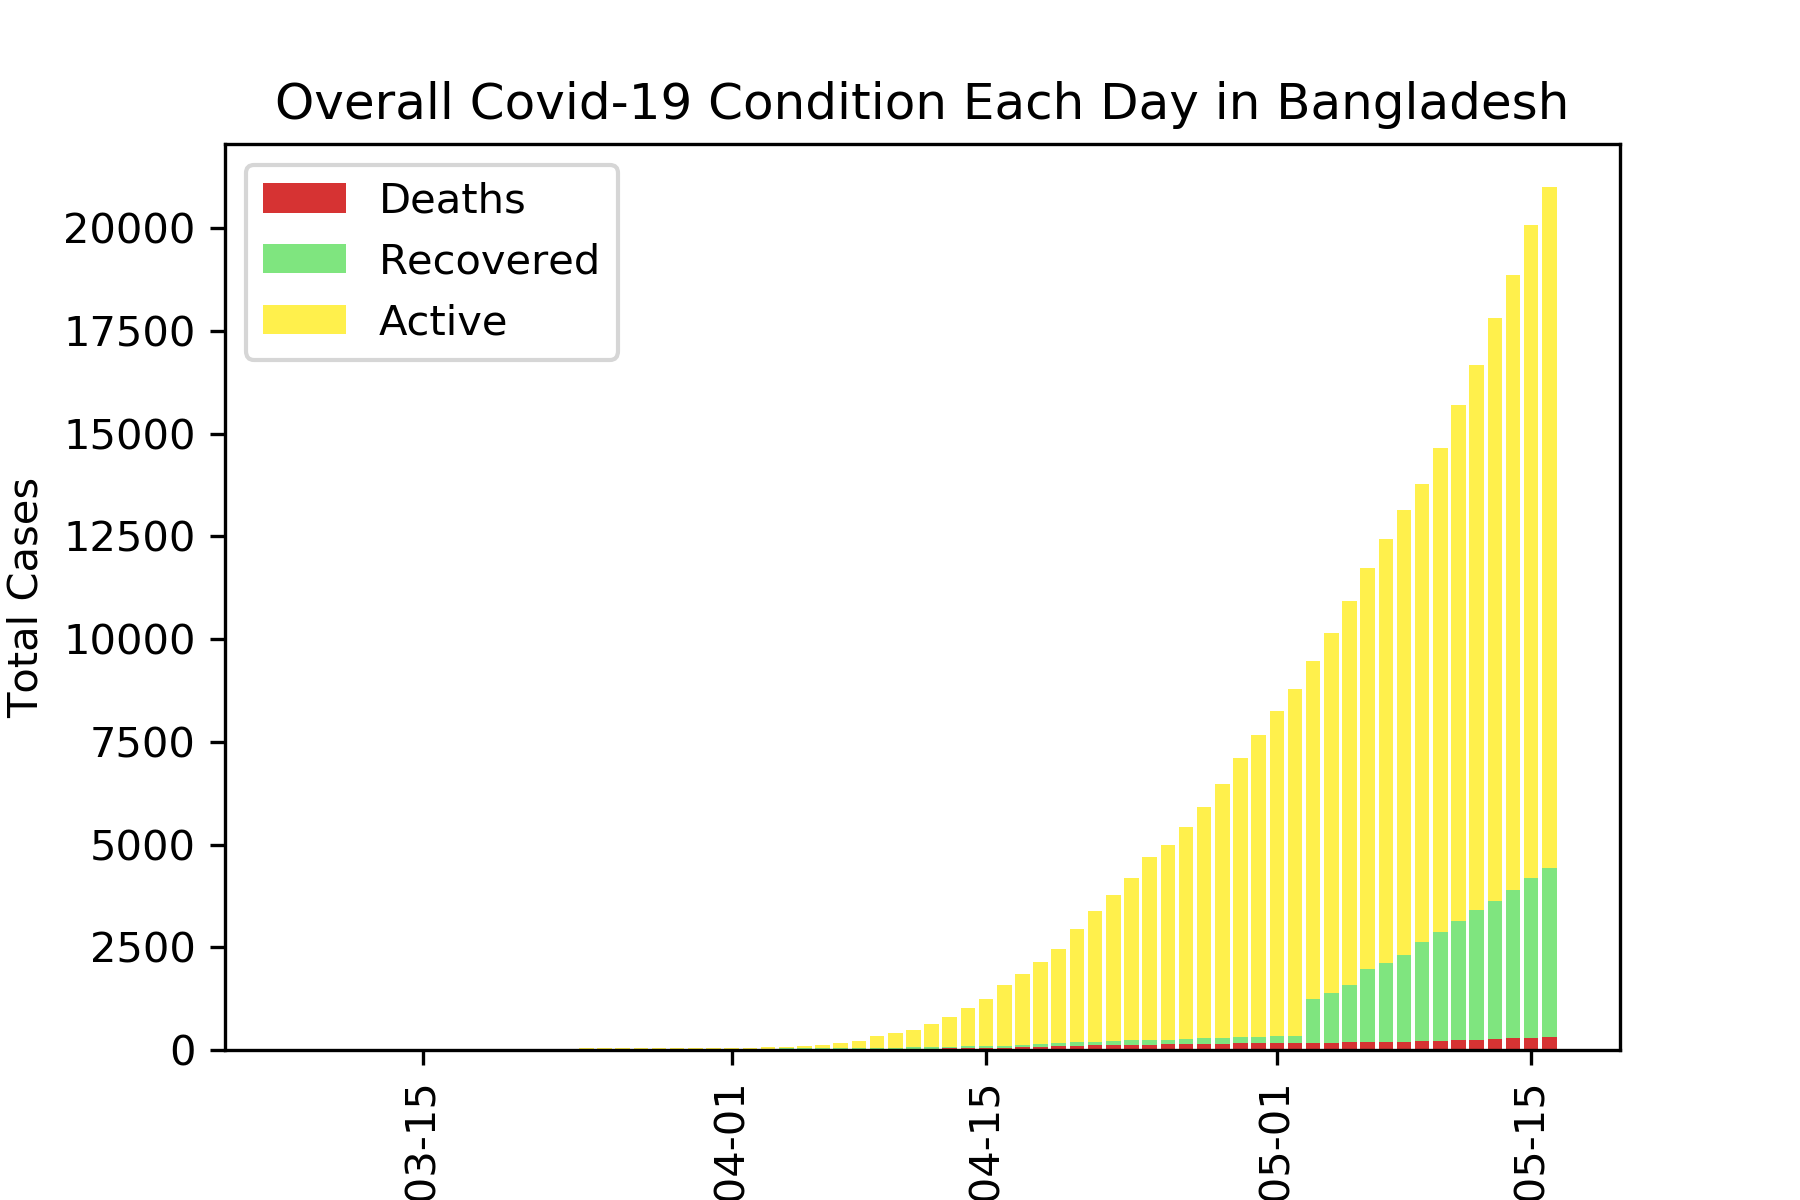 Overall Covid-19 Condition Each Day in Bangladesh
Deaths
Recovered
Active
Total Cases
20000
17500
15000
12500
10000
7500
5000
2500
0
03-15
04-01
04-15
05-01
05-15